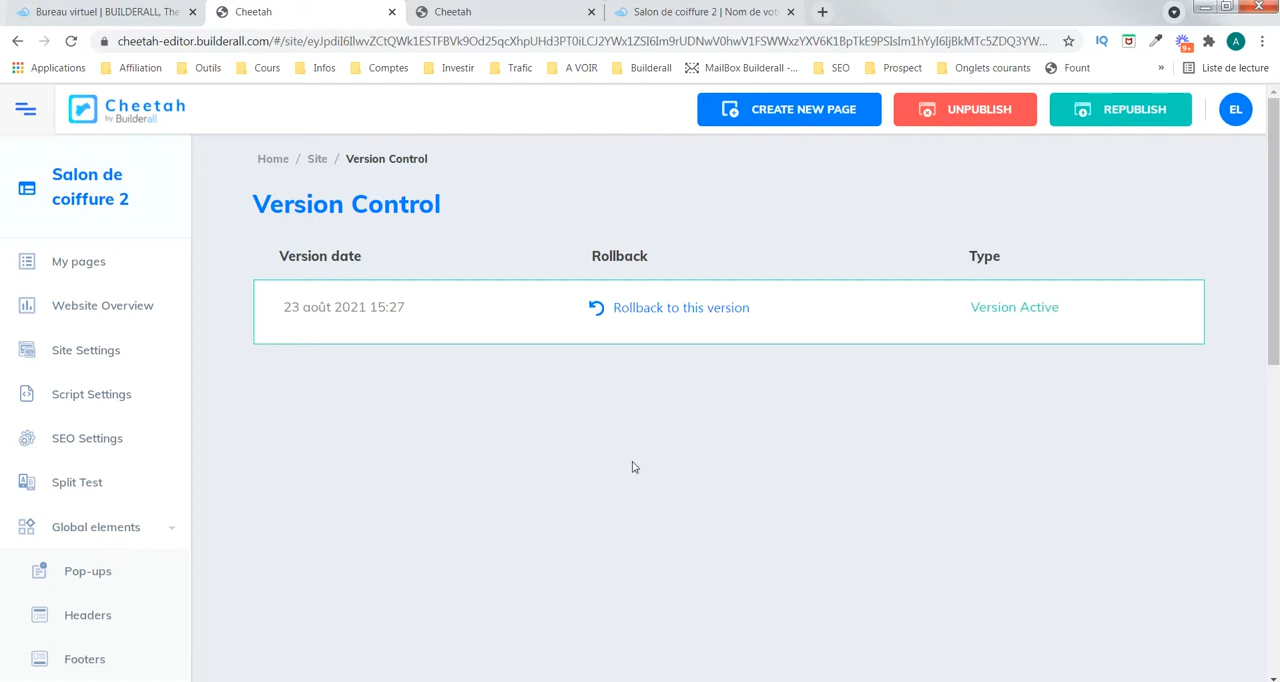 Bureau virtuel | BUILDERALL, The
Cheetah
Cheetah
Salon de coiffure 2 | Nom de vot
cheetah-editor.builderall.com/#/site/eyJpdiI6IlwvZCtQWk1ESTFBVk9Od25qcXhpUHd3PT0iLCJ2YWx1ZSI6Im9rUDNwV0hwV1FSWWxzYXV6K1BpTkE9PSIsIm1hYyI6IjBkMTc5ZDQ3YW...
9+
A
Applications
Affiliation
Outils
Cours
Infos
Comptes
Investir
Trafic
A VOIR
Builderall
MailBox Builderall -...
SEO
Prospect
Onglets courants
Fount
»
Liste de lecture
Cheetah
by Builderall
CREATE NEW PAGE
UNPUBLISH
REPUBLISH
EL
Home / Site / Version Control
Salon de
coiffure 2
Version Control
Version date
Rollback
Type
23 août 2021 15:27
Rollback to this version
Version Active
My pages
Website Overview
Site Settings
Script Settings
SEO Settings
Split Test
Global elements
Pop-ups
Headers
Footers